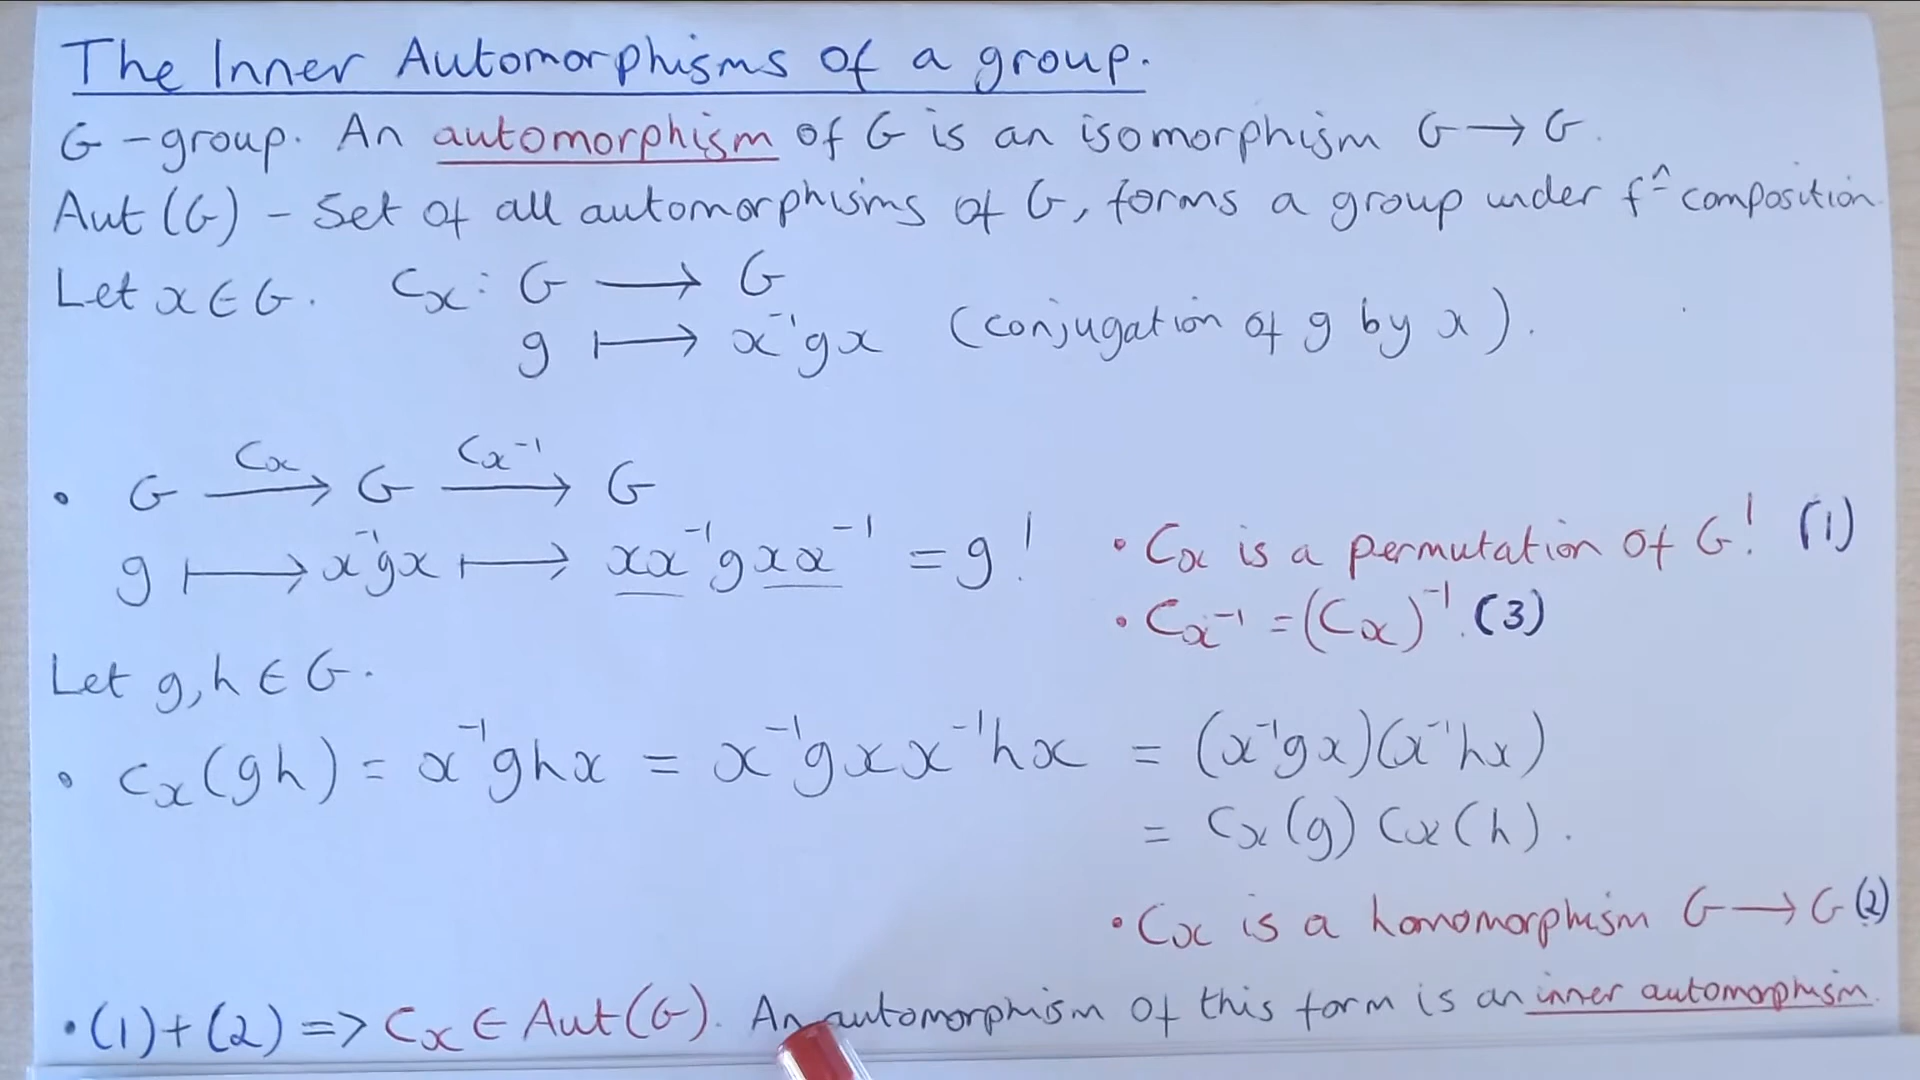 The Inner Automorphisms of a group.
G - group. An automorphism of G is an isomorphism G ⟶ G.
Aut (G) - Set of all automorphisms of G, forms a group under fⁿ composition
Let x ∈ G. Cₓ : G ⟶ G
g ⟼ x⁻¹gx (conjugation of g by x).
Cₓ Cₓ⁻¹
• G ⟶ G ⟶ G
g ⟼ x⁻¹gx ⟼ xx⁻¹gxx⁻¹ = g!
• Cₓ is a permutation of G! (1)
• Cₓ⁻¹ = (Cₓ)⁻¹. (3)
Let g, h ∈ G.
• Cₓ(gh) = x⁻¹ghx = x⁻¹gxx⁻¹hx = (x⁻¹gx)(x⁻¹hx)
= Cₓ(g) Cₓ(h).
• Cₓ is a homomorphism G ⟶ G (2)
• (1) + (2) => Cₓ ∈ Aut(G). An automorphism of this form is an inner automorphism.